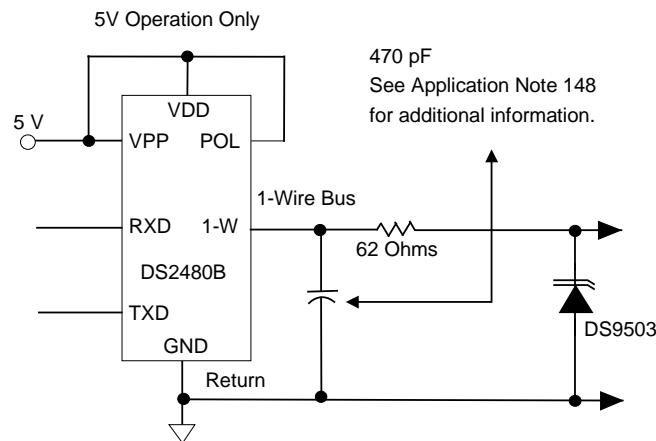 5V Operation Only
470 pF
See Application Note 148
for additional information.
VDD
5 V
VPP
POL
1-Wire Bus
RXD
1-W
62 Ohms
DS2480B
TXD
DS9503
GND
Return